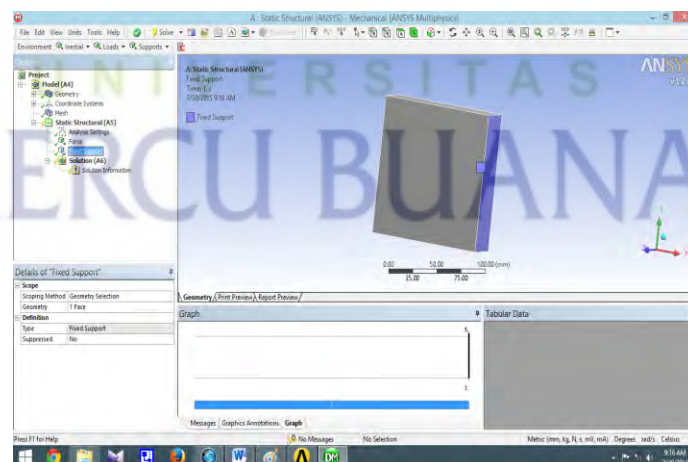 A : Static Structural (ANSYS) - Mechanical [ANSYS Multiphysics]
File Edit View Units Tools Help
Solve
Environment Inertial Loads Supports
Project
Model (A4)
Geometry
Coordinate Systems
Mesh
Static Structural (A5)
Analysis Settings
Force
Fixed Support
Solution (A6)
Solution Information
A: Static Structural (ANSYS)
Fixed Support
Time: 1. s
7/30/2015 9:16 AM
Fixed Support
ANSYS
v12
UNIVERSITAS
MERCU BUANA
0.00 50.00 100.00 (mm)
25.00 75.00
Details of "Fixed Support"
Scope
Scoping Method Geometry Selection
Geometry 1 Face
Definition
Type Fixed Support
Suppressed No
Geometry Print Preview Report Preview
Graph
Tabular Data
1.
1
Messages Graphics Annotations Graph
Press F1 for Help
No Messages
No Selection
Metric (mm, kg, N, s, mV, mA) Degrees rad/s Celsius
9:16 AM